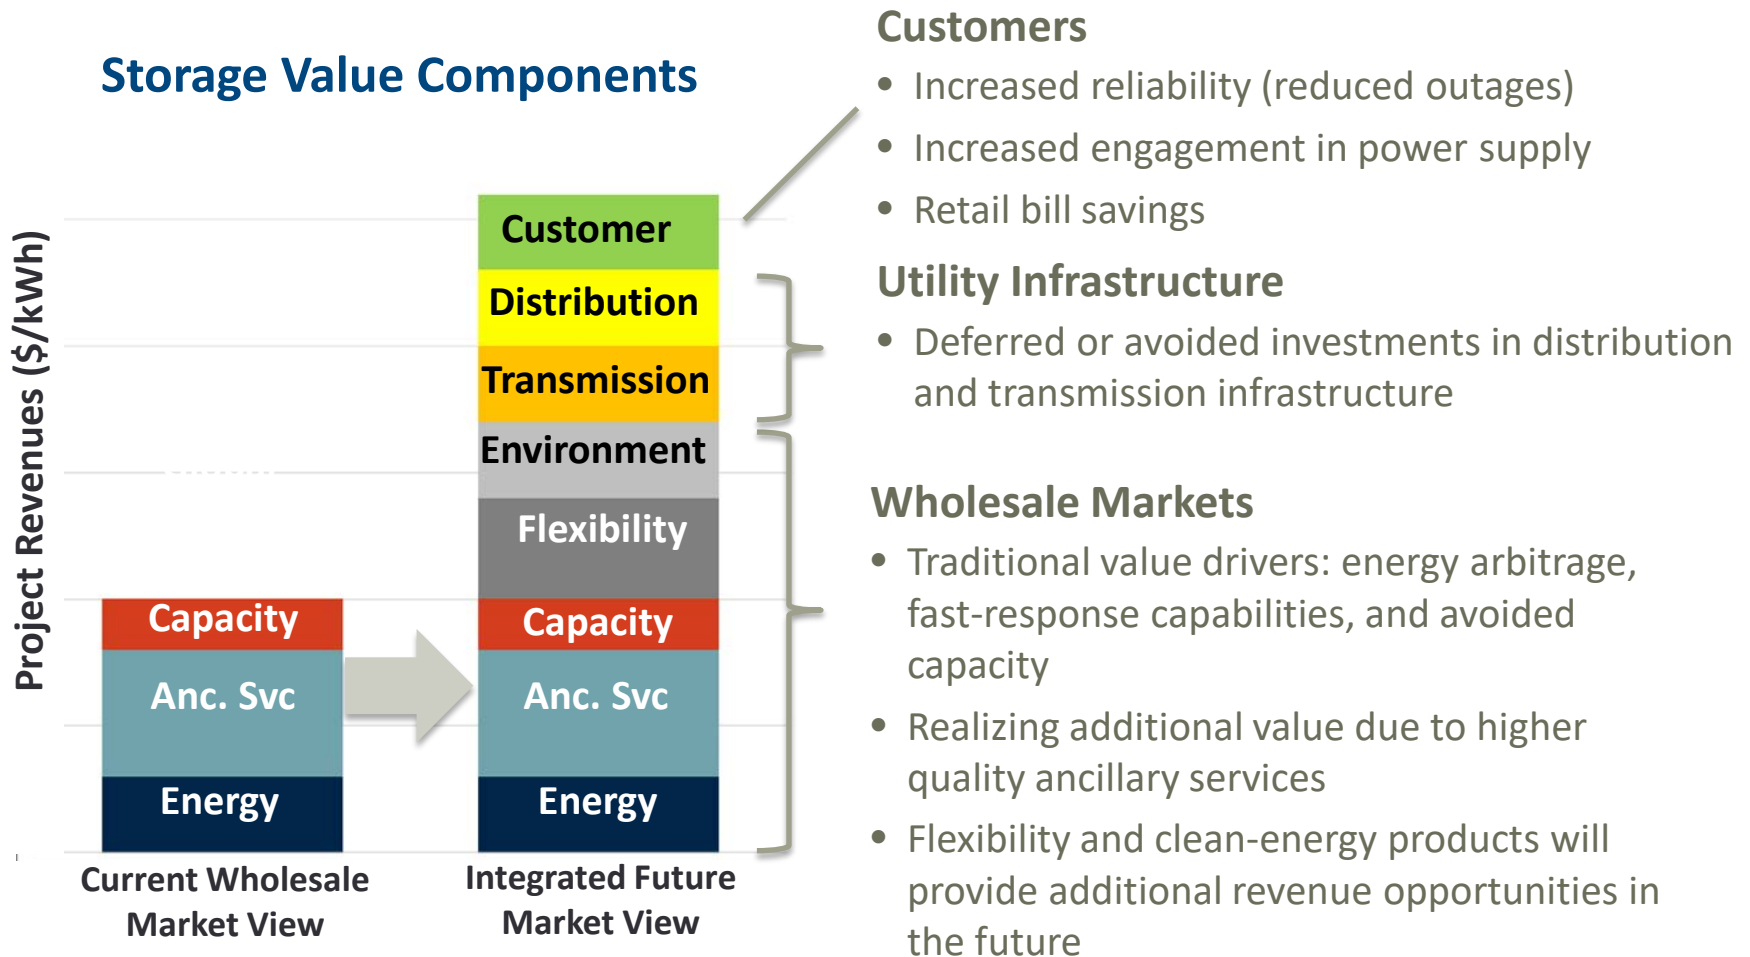 Storage Value Components
Project Revenues ($/kWh)
Capacity
Anc. Svc
Energy
Current Wholesale
Market View
Customer
Distribution
Transmission
Environment
Flexibility
Capacity
Anc. Svc
Energy
Integrated Future
Market View
Customers
• Increased reliability (reduced outages)
• Increased engagement in power supply
• Retail bill savings
Utility Infrastructure
• Deferred or avoided investments in distribution
and transmission infrastructure
Wholesale Markets
• Traditional value drivers: energy arbitrage,
fast-response capabilities, and avoided
capacity
• Realizing additional value due to higher
quality ancillary services
• Flexibility and clean-energy products will
provide additional revenue opportunities in
the future